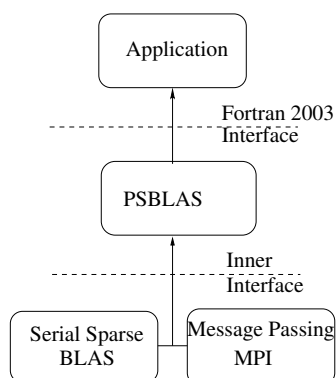 Application
Fortran 2003
Interface
PSBLAS
Inner
Interface
Serial Sparse
BLAS
Message Passing
MPI